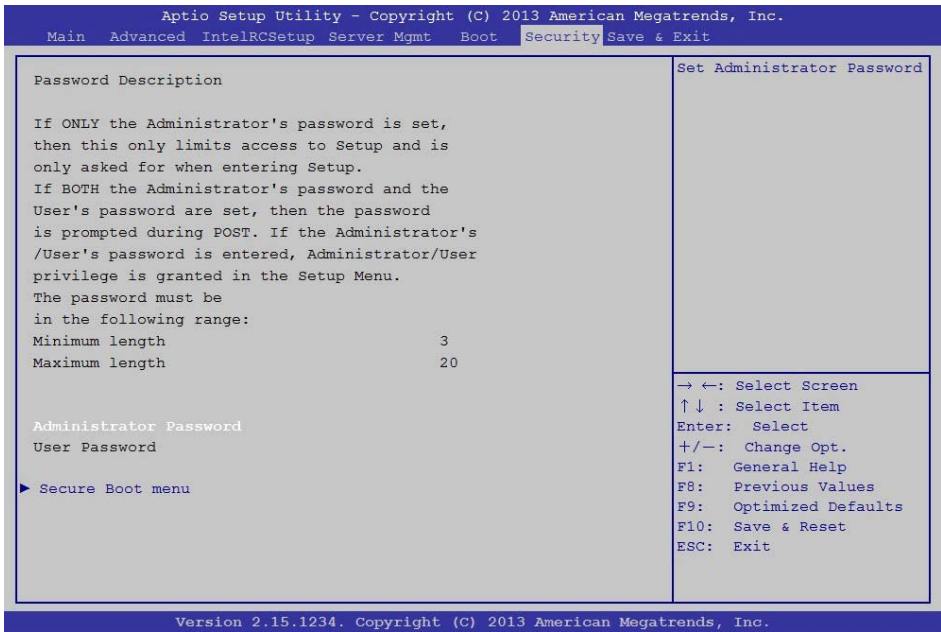 Aptio Setup Utility - Copyright (C) 2013 American Megatrends, Inc.
Main Advanced IntelRCSetup Server Mgmt Boot Security Save & Exit
Password Description
If ONLY the Administrator's password is set,
then this only limits access to Setup and is
only asked for when entering Setup.
If BOTH the Administrator's password and the
User's password are set, then the password
is prompted during POST. If the Administrator's
/User's password is entered, Administrator/User
privilege is granted in the Setup Menu.
The password must be
in the following range:
Minimum length 3
Maximum length 20
Administrator Password
User Password
► Secure Boot menu
Set Administrator Password
→ ←: Select Screen
↑↓ : Select Item
Enter: Select
+/-: Change Opt.
F1: General Help
F8: Previous Values
F9: Optimized Defaults
F10: Save & Reset
ESC: Exit
Version 2.15.1234. Copyright (C) 2013 American Megatrends, Inc.